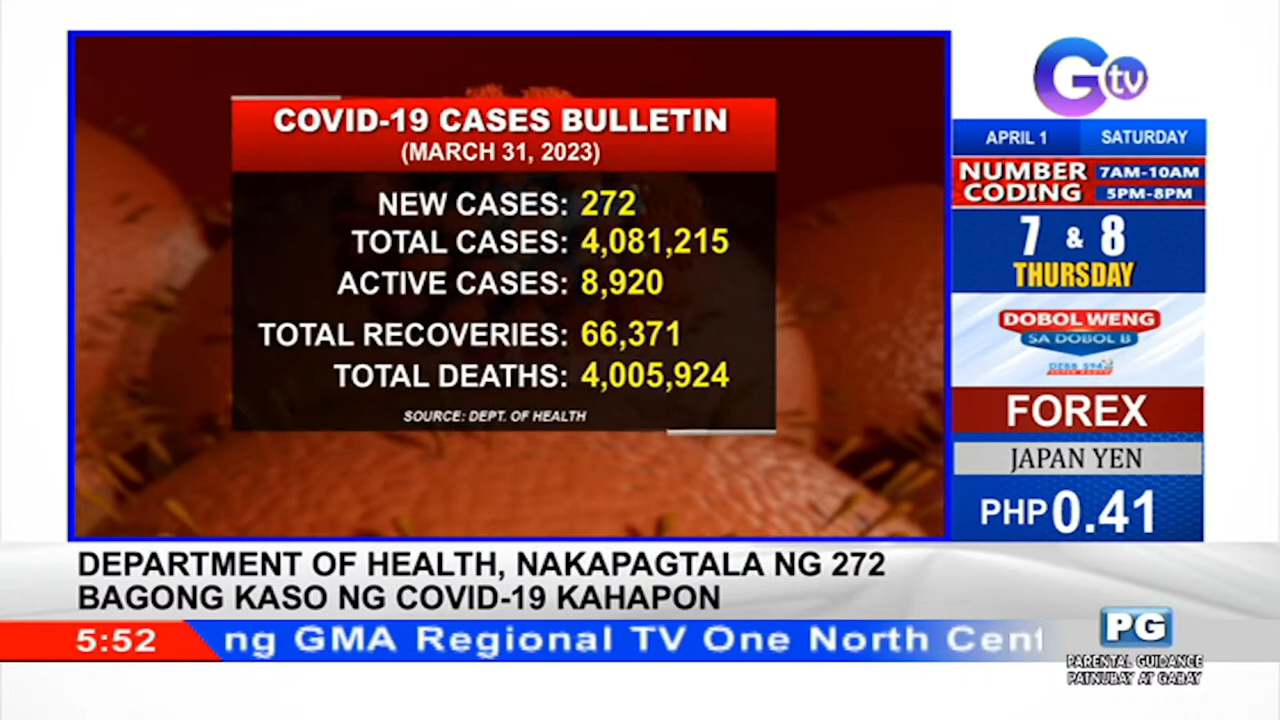 COVID-19 CASES BULLETIN
(MARCH 31, 2023)
NEW CASES: 272
TOTAL CASES: 4,081,215
ACTIVE CASES: 8,920
TOTAL RECOVERIES: 66,371
TOTAL DEATHS: 4,005,924
SOURCE: DEPT. OF HEALTH
G tv
APRIL 1 SATURDAY
NUMBER CODING
7AM-10AM
5PM-8PM
7 & 8
THURSDAY
DOBOL WENG
SA DOBOL B
DZBB 594
FOREX
JAPAN YEN
PHP 0.41
DEPARTMENT OF HEALTH, NAKAPAGTALA NG 272
BAGONG KASO NG COVID-19 KAHAPON
5:52 ng GMA Regional TV One North Cent
PG
PARENTAL GUIDANCE
PATNUBAY AT GABAY